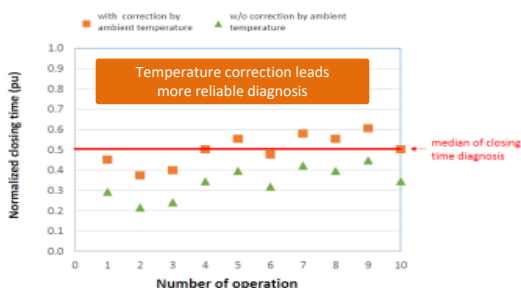 with correction by
ambient temperature
w/o correction by ambient
temperature
Temperature correction leads
more reliable diagnosis
Normalized closing time (pu)
1.0
0.9
0.8
0.7
0.6
0.5
0.4
0.3
0.2
0.1
0.0
median of closing
time diagnosis
0 1 2 3 4 5 6 7 8 9 10
Number of operation